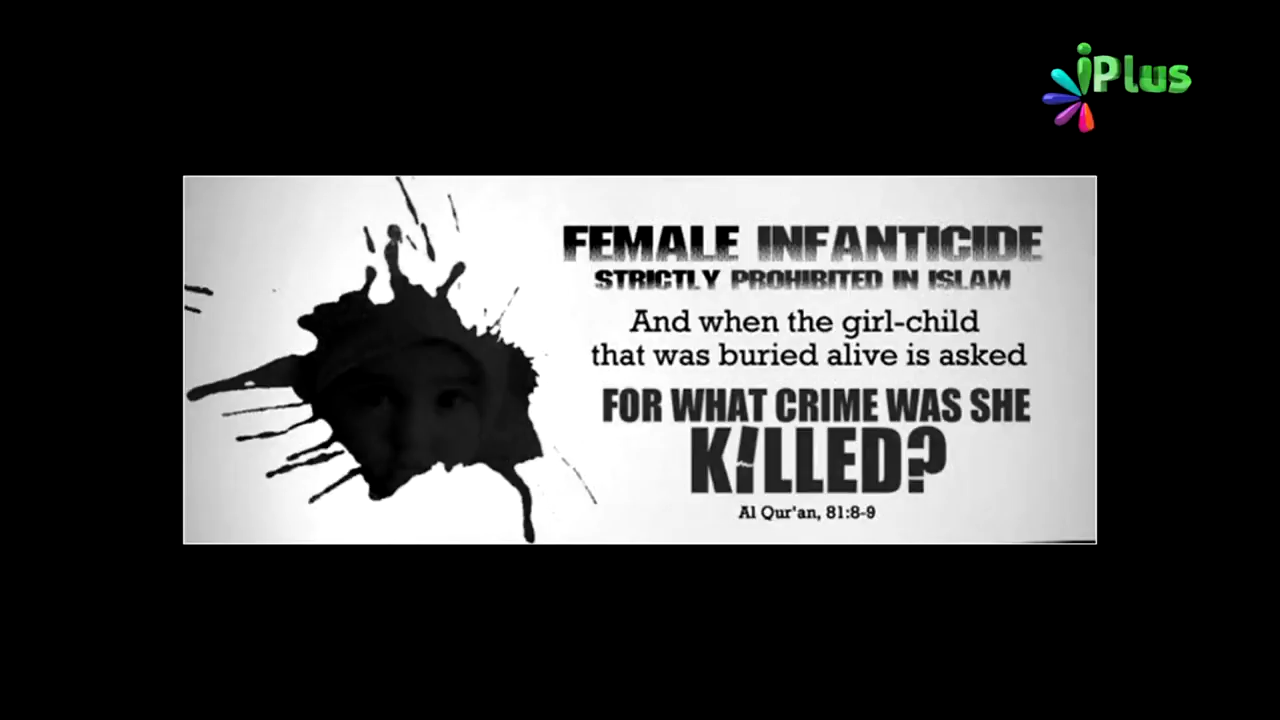 iPlus
FEMALE INFANTICIDE
STRICTLY PROHIBITED IN ISLAM
And when the girl-child
that was buried alive is asked
FOR WHAT CRIME WAS SHE
KILLED?
Al Qur'an, 81:8-9